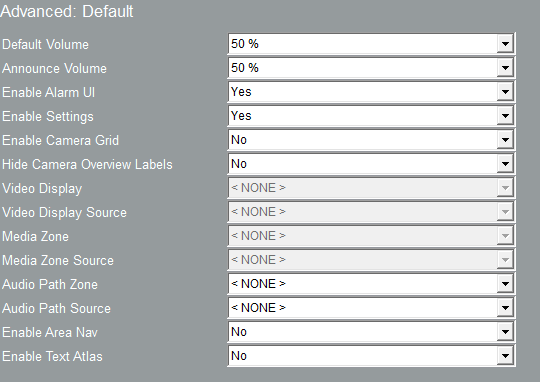 Advanced: Default
Default Volume 50 %
Announce Volume 50 %
Enable Alarm UI Yes
Enable Settings Yes
Enable Camera Grid No
Hide Camera Overview Labels No
Video Display < NONE >
Video Display Source < NONE >
Media Zone < NONE >
Media Zone Source < NONE >
Audio Path Zone < NONE >
Audio Path Source < NONE >
Enable Area Nav No
Enable Text Atlas No